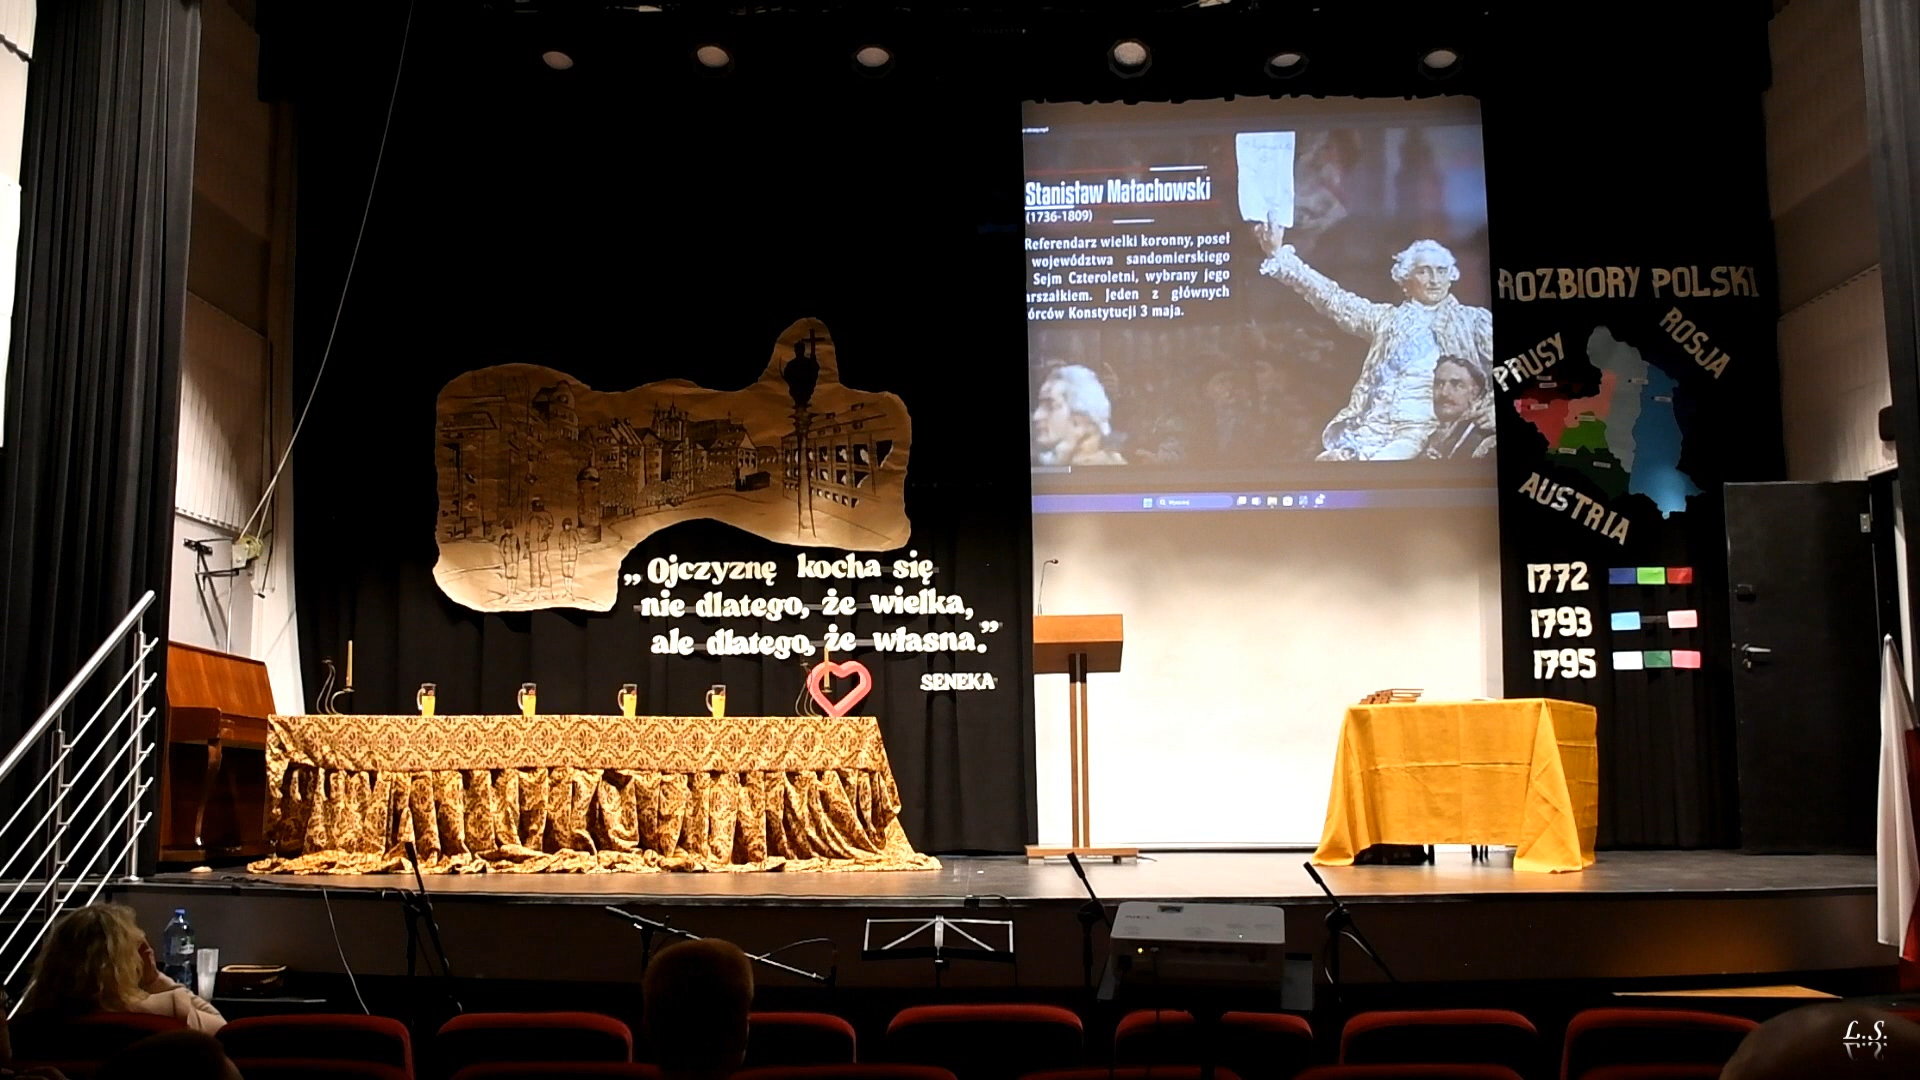 Stanisław Małachowski
(1736-1809)
Referendarz wielki koronny, poseł
województwa sandomierskiego
Sejm Czteroletni, wybrany jego
arszałkiem. Jeden z głównych
órców Konstytucji 3 maja.
ROZBIORY POLSKI
PRUSY
ROSJA
AUSTRIA
1772
1793
1795
„Ojczyznę kocha się
nie dlatego, że wielka,
ale dlatego, że własna.”
SENEKA
L.S.